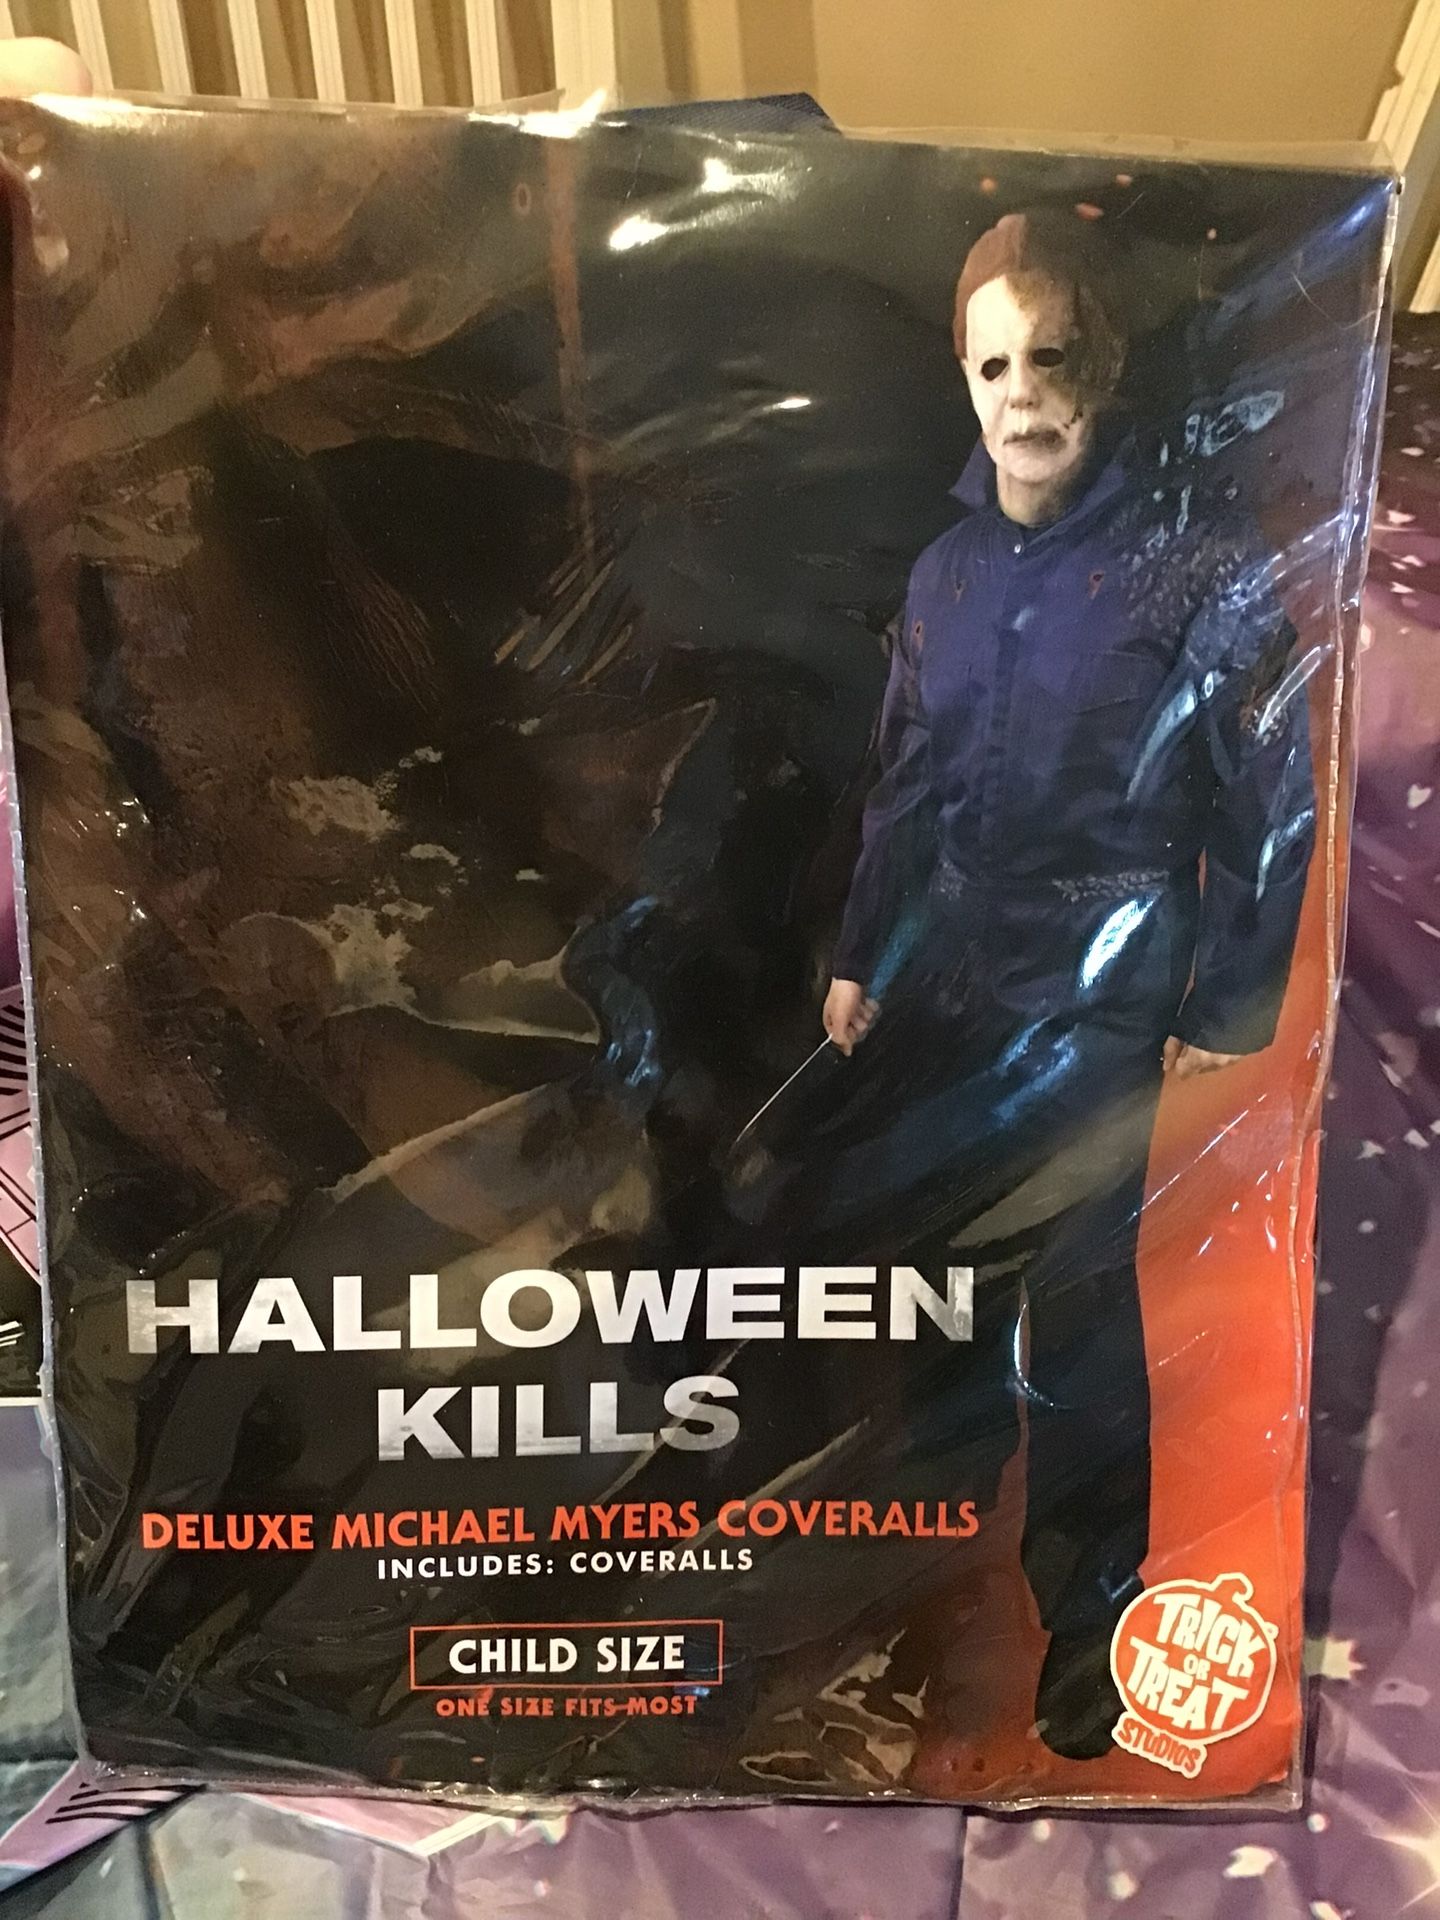 HALLOWEEN
KILLS
DELUXE MICHAEL MYERS COVERALLS
INCLUDES: COVERALLS
CHILD SIZE
ONE SIZE FITS MOST
TRICK
OR
TREAT
STUDIOS